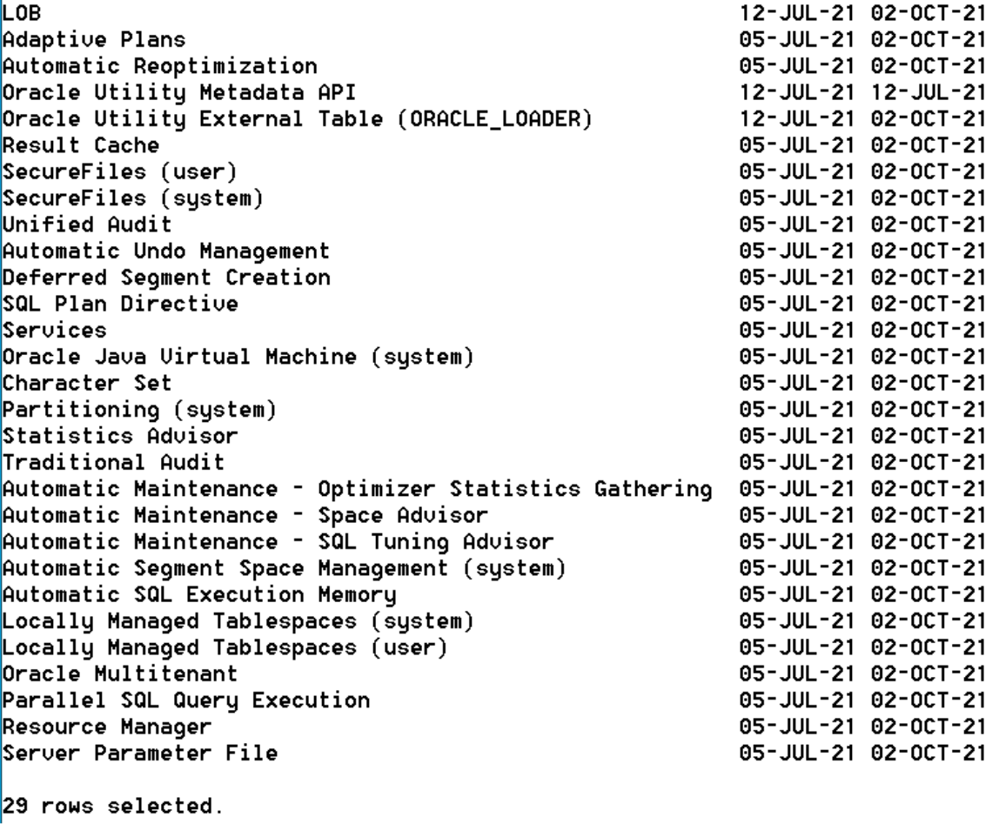 LOB 12-JUL-21 02-OCT-21
Adaptive Plans 05-JUL-21 02-OCT-21
Automatic Reoptimization 05-JUL-21 02-OCT-21
Oracle Utility Metadata API 12-JUL-21 12-JUL-21
Oracle Utility External Table (ORACLE_LOADER) 12-JUL-21 02-OCT-21
Result Cache 05-JUL-21 02-OCT-21
SecureFiles (user) 05-JUL-21 02-OCT-21
SecureFiles (system) 05-JUL-21 02-OCT-21
Unified Audit 05-JUL-21 02-OCT-21
Automatic Undo Management 05-JUL-21 02-OCT-21
Deferred Segment Creation 05-JUL-21 02-OCT-21
SQL Plan Directive 05-JUL-21 02-OCT-21
Services 05-JUL-21 02-OCT-21
Oracle Java Virtual Machine (system) 05-JUL-21 02-OCT-21
Character Set 05-JUL-21 02-OCT-21
Partitioning (system) 05-JUL-21 02-OCT-21
Statistics Advisor 05-JUL-21 02-OCT-21
Traditional Audit 05-JUL-21 02-OCT-21
Automatic Maintenance - Optimizer Statistics Gathering 05-JUL-21 02-OCT-21
Automatic Maintenance - Space Advisor 05-JUL-21 02-OCT-21
Automatic Maintenance - SQL Tuning Advisor 05-JUL-21 02-OCT-21
Automatic Segment Space Management (system) 05-JUL-21 02-OCT-21
Automatic SQL Execution Memory 05-JUL-21 02-OCT-21
Locally Managed Tablespaces (system) 05-JUL-21 02-OCT-21
Locally Managed Tablespaces (user) 05-JUL-21 02-OCT-21
Oracle Multitenant 05-JUL-21 02-OCT-21
Parallel SQL Query Execution 05-JUL-21 02-OCT-21
Resource Manager 05-JUL-21 02-OCT-21
Server Parameter File 05-JUL-21 02-OCT-21
29 rows selected.